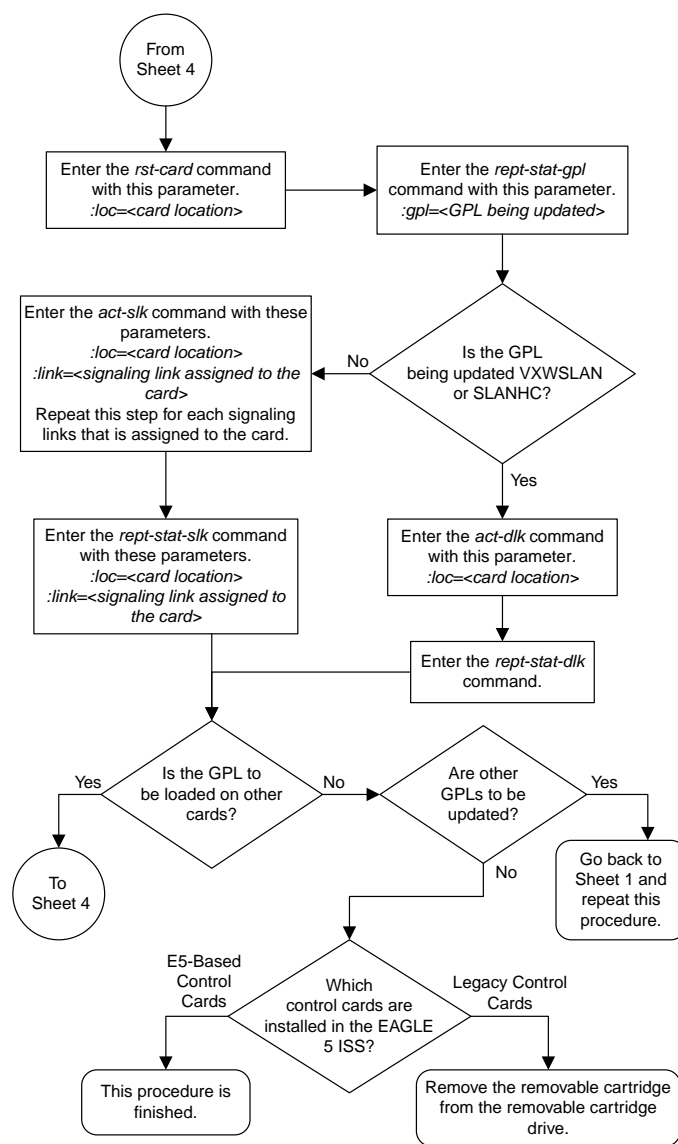 From
Sheet 4
Enter the rst-card command
with this parameter.
:loc=<card location>
Enter the rept-stat-gpl
command with this parameter.
:gpl=<GPL being updated>
Enter the act-slk command with these
parameters.
:loc=<card location>
:link=<signaling link assigned to the
card>
Repeat this step for each signaling
links that is assigned to the card.
No
Is the GPL
being updated VXWSLAN
or SLANHC?
Yes
Enter the rept-stat-slk command
with these parameters.
:loc=<card location>
:link=<signaling link assigned to
the card>
Enter the act-dlk command
with this parameter.
:loc=<card location>
Enter the rept-stat-dlk
command.
Yes
Is the GPL to
be loaded on other
cards?
No
Are other
GPLs to be
updated?
Yes
To
Sheet 4
No
Go back to
Sheet 1 and
repeat this
procedure.
E5-Based
Control
Cards
Which
control cards are
installed in the EAGLE
5 ISS?
Legacy Control
Cards
This procedure is
finished.
Remove the removable cartridge
from the removable cartridge
drive.